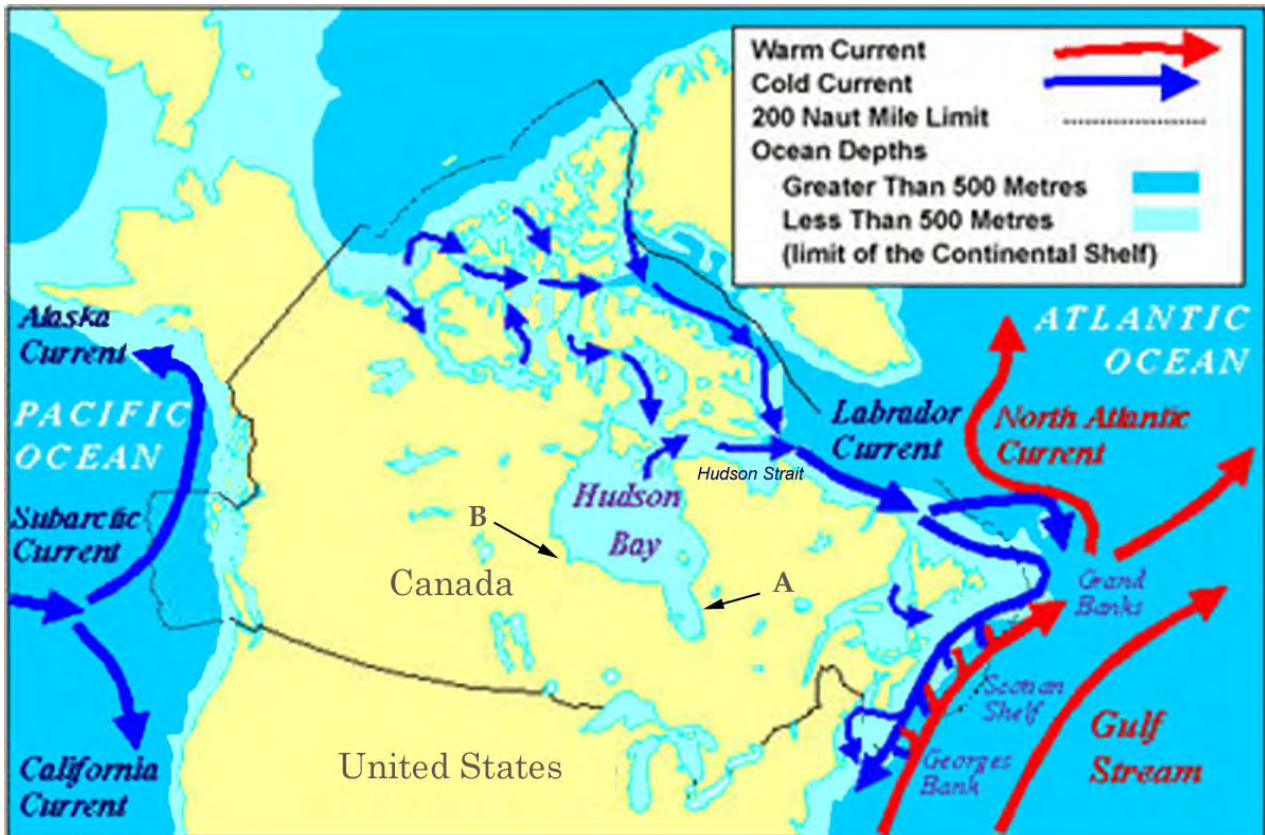 Warm Current
Cold Current
200 Naut Mile Limit
Ocean Depths
Greater Than 500 Metres
Less Than 500 Metres
(limit of the Continental Shelf)
Alaska
Current
PACIFIC
OCEAN
Subarctic
Current
California
Current
B
Canada
United States
Hudson
Bay
A
Hudson Strait
Labrador
Current
ATLANTIC
OCEAN
North Atlantic
Current
Grand
Banks
Scotian
Shelf
Georges
Bank
Gulf
Stream